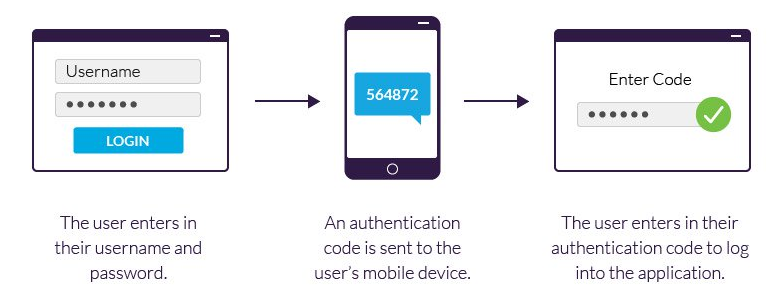 Username
LOGIN
564872
Enter Code
The user enters in
their username and
password.
An authentication
code is sent to the
user's mobile device.
The user enters in their
authentication code to log
into the application.